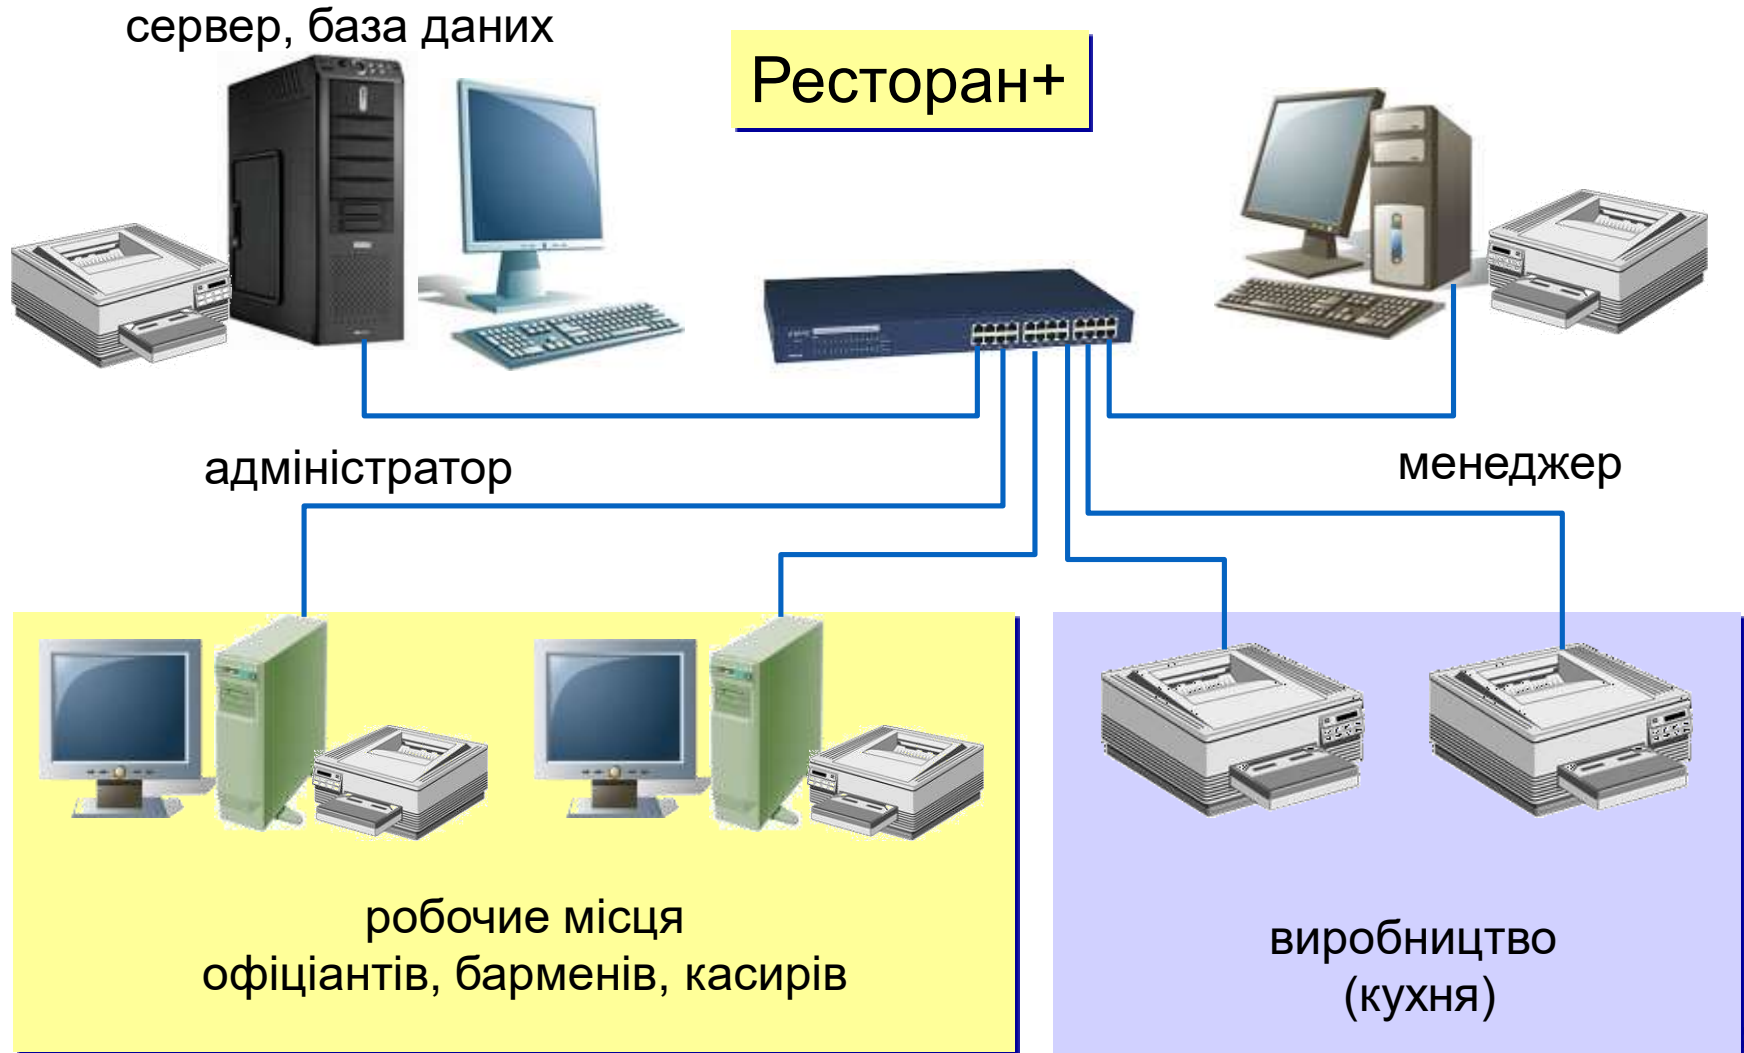 сервер, база даних
Ресторан+
адміністратор
менеджер
робочие місця
офіціантів, барменів, касирів
виробництво
(кухня)